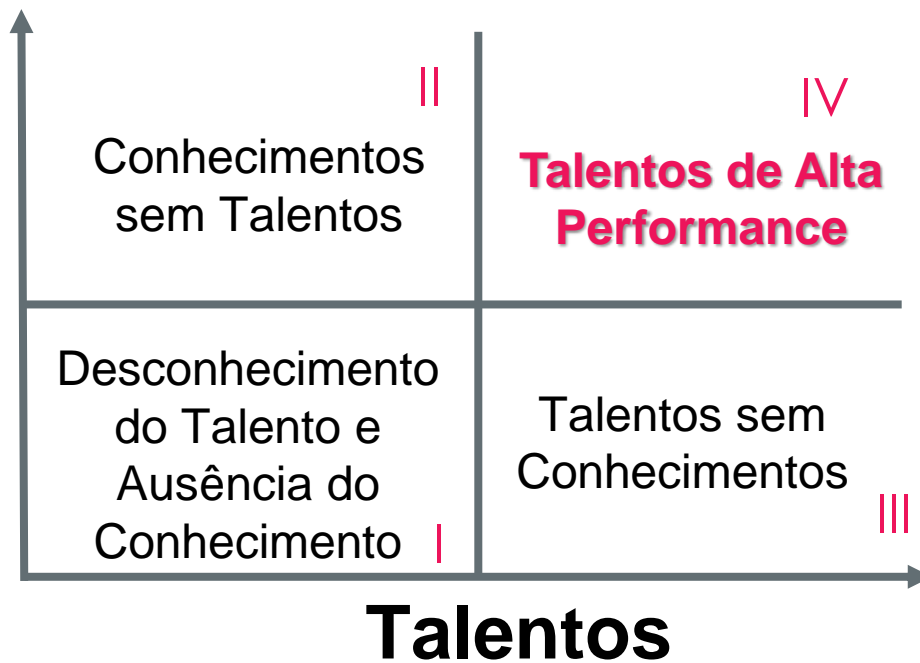 II
Conhecimentos
sem Talentos
IV
Talentos de Alta
Performance
Desconhecimento
do Talento e
Ausência do
Conhecimento I
Talentos sem
Conhecimentos
III
Talentos